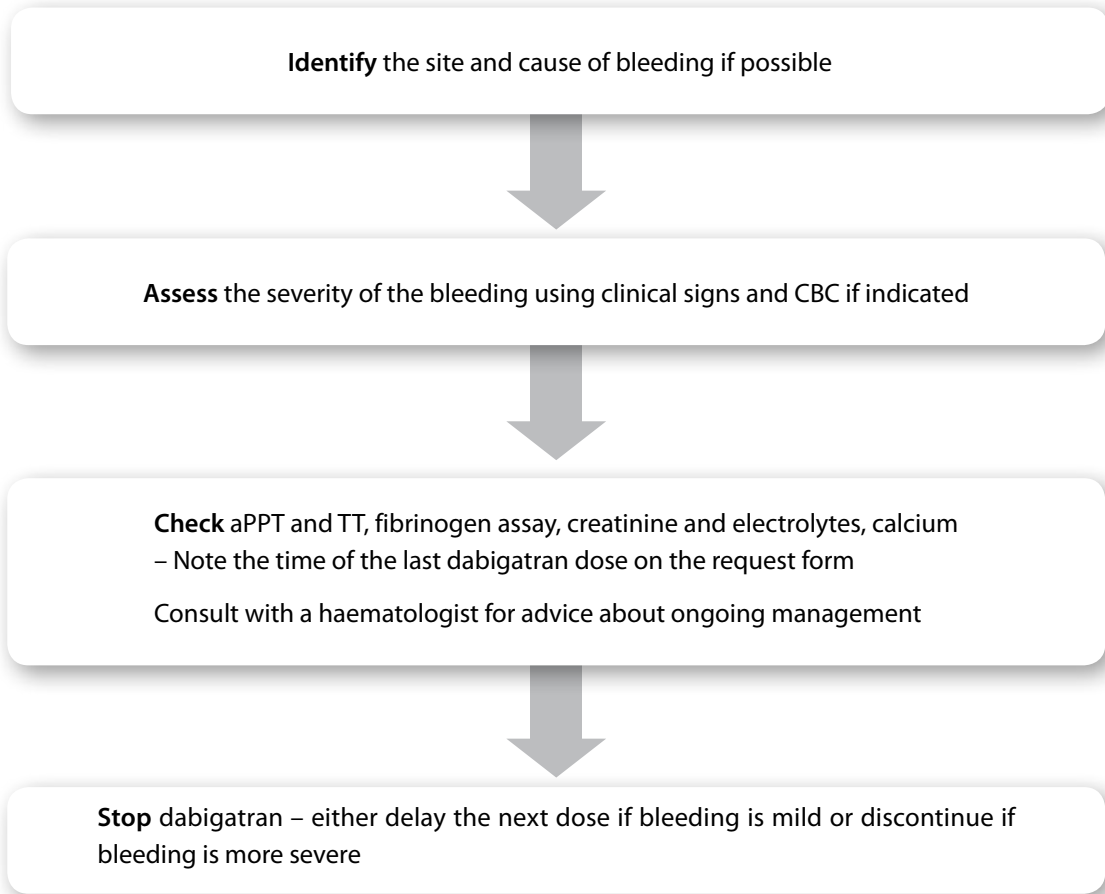 Identify the site and cause of bleeding if possible
Assess the severity of the bleeding using clinical signs and CBC if indicated
Check aPPT and TT, fibrinogen assay, creatinine and electrolytes, calcium
– Note the time of the last dabigatran dose on the request form
Consult with a haematologist for advice about ongoing management
Stop dabigatran – either delay the next dose if bleeding is mild or discontinue if
bleeding is more severe